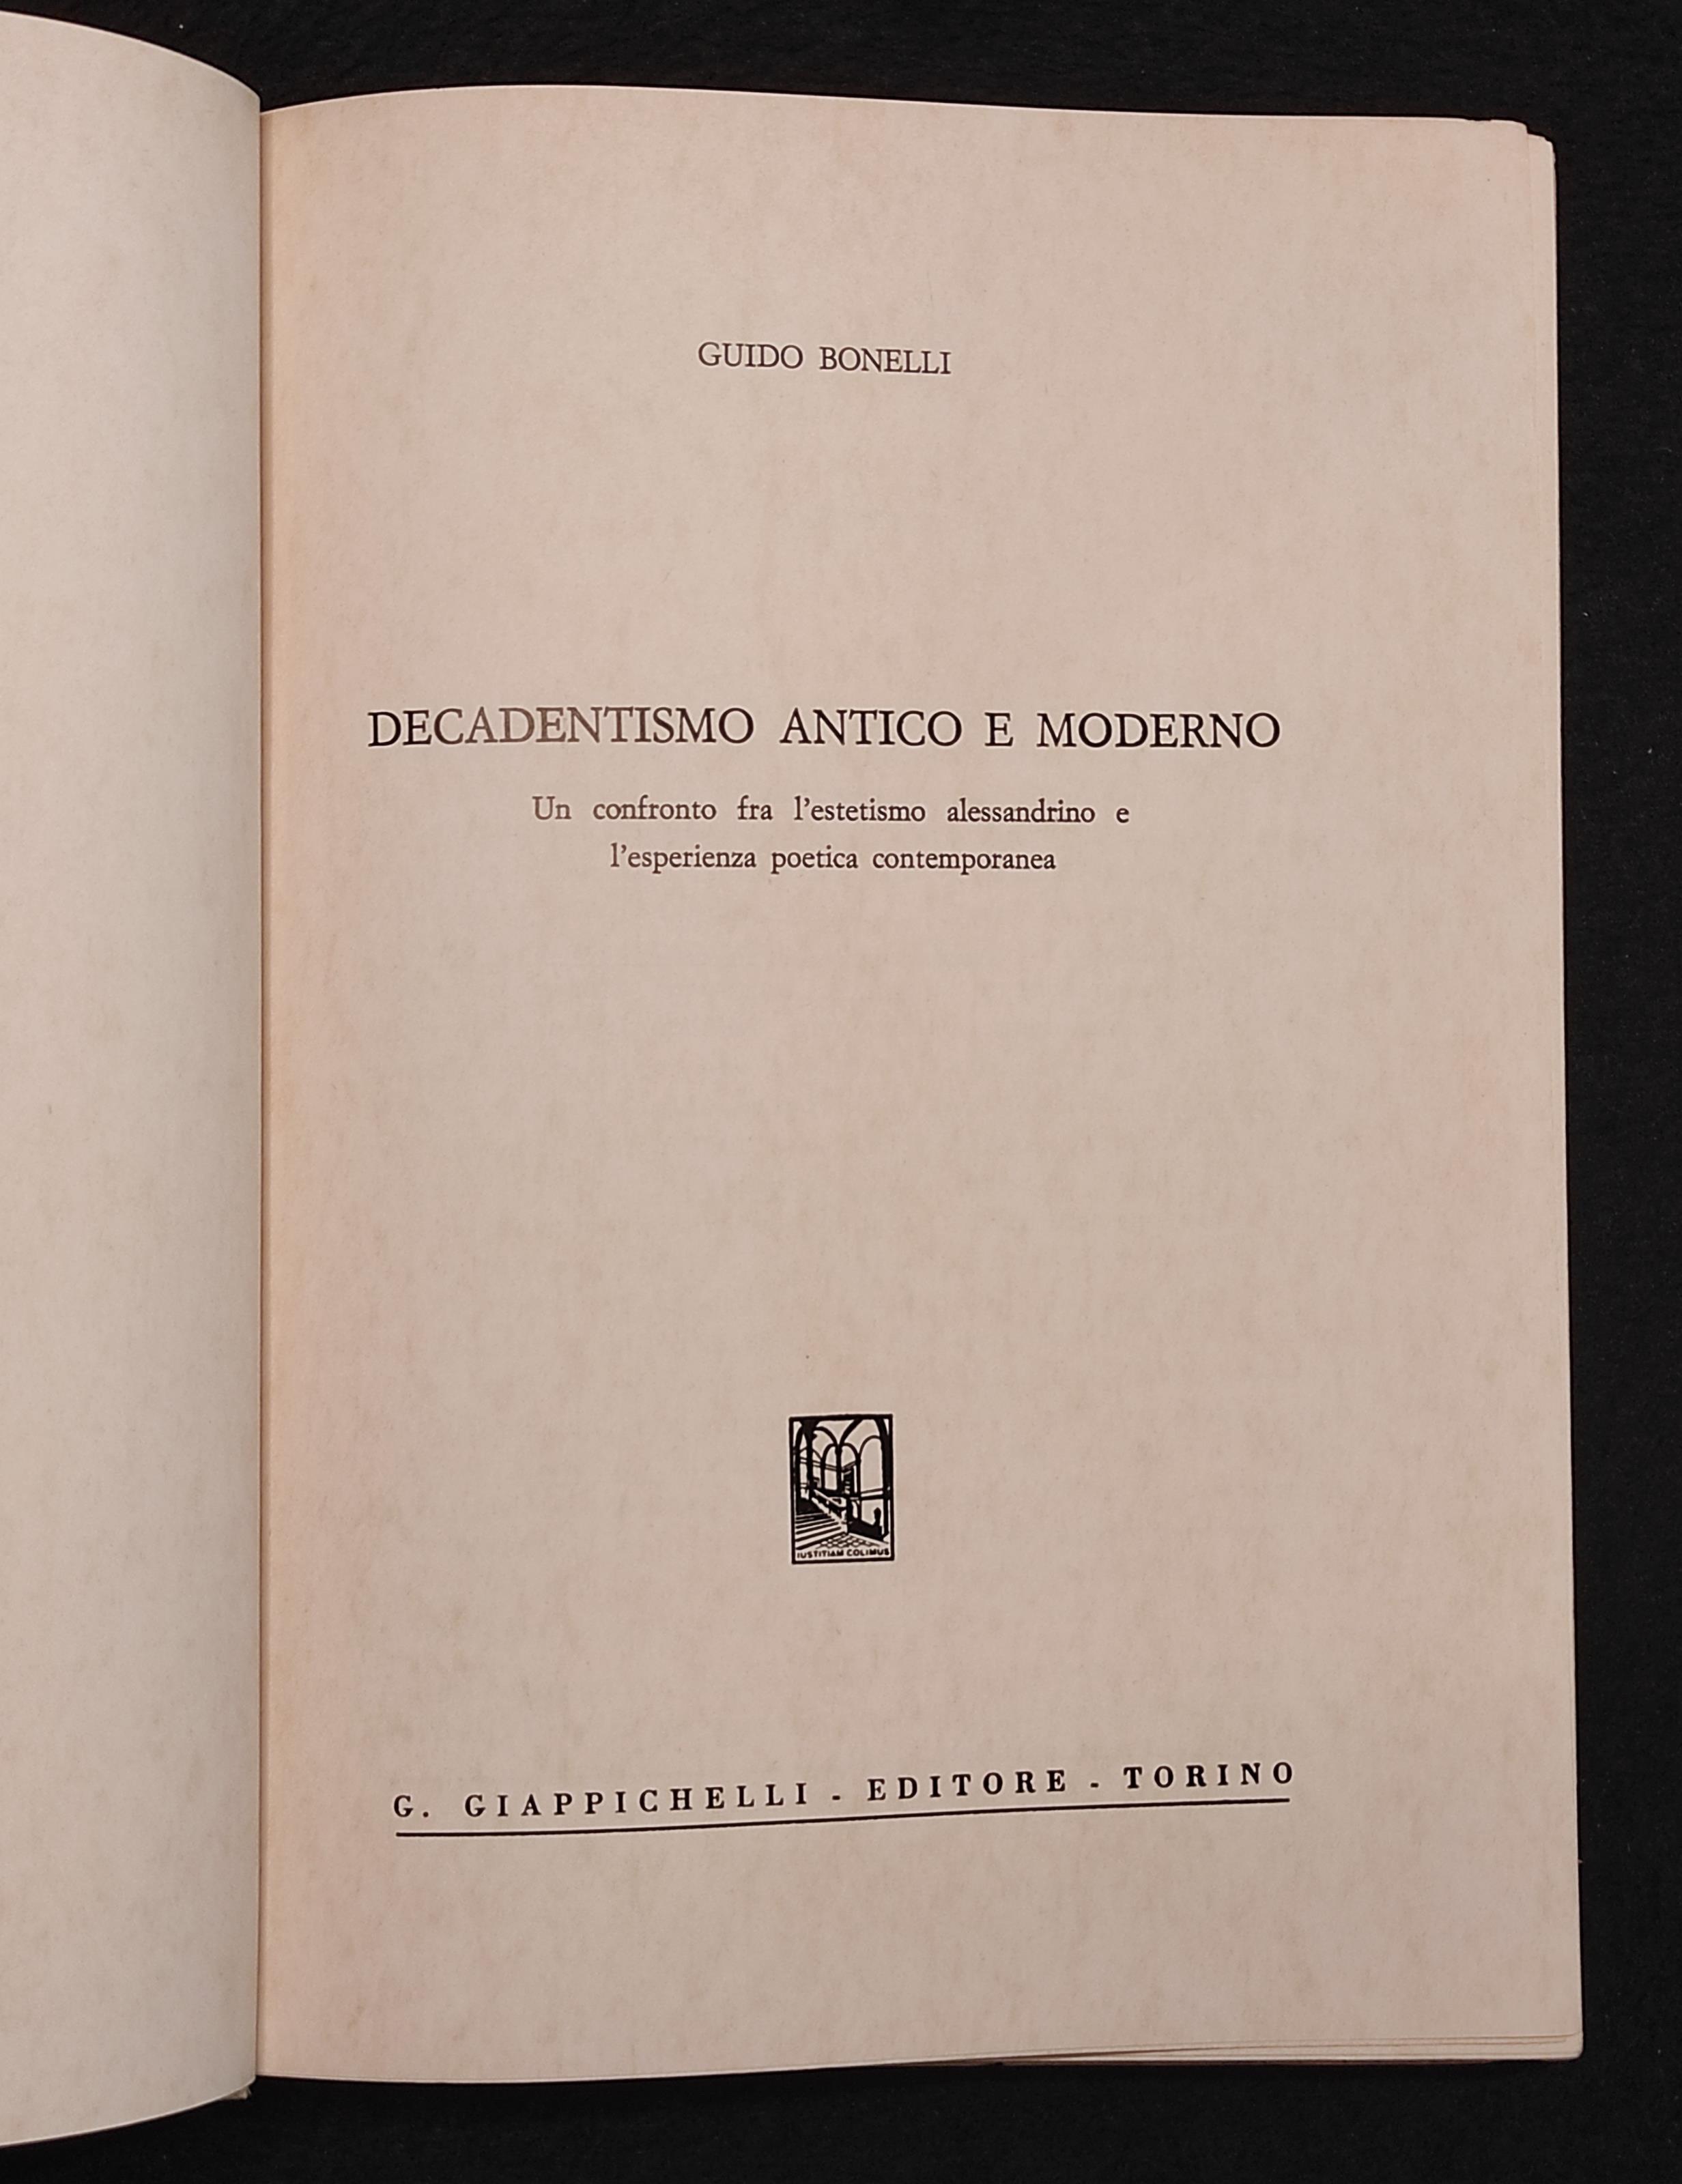 GUIDO BONELLI
DECADENTISMO ANTICO E MODERNO
Un confronto fra l'estetismo alessandrino e
l'esperienza poetica contemporanea
IUSTITIAM COLIMUS
G. GIAPPICHELLI - EDITORE - TORINO